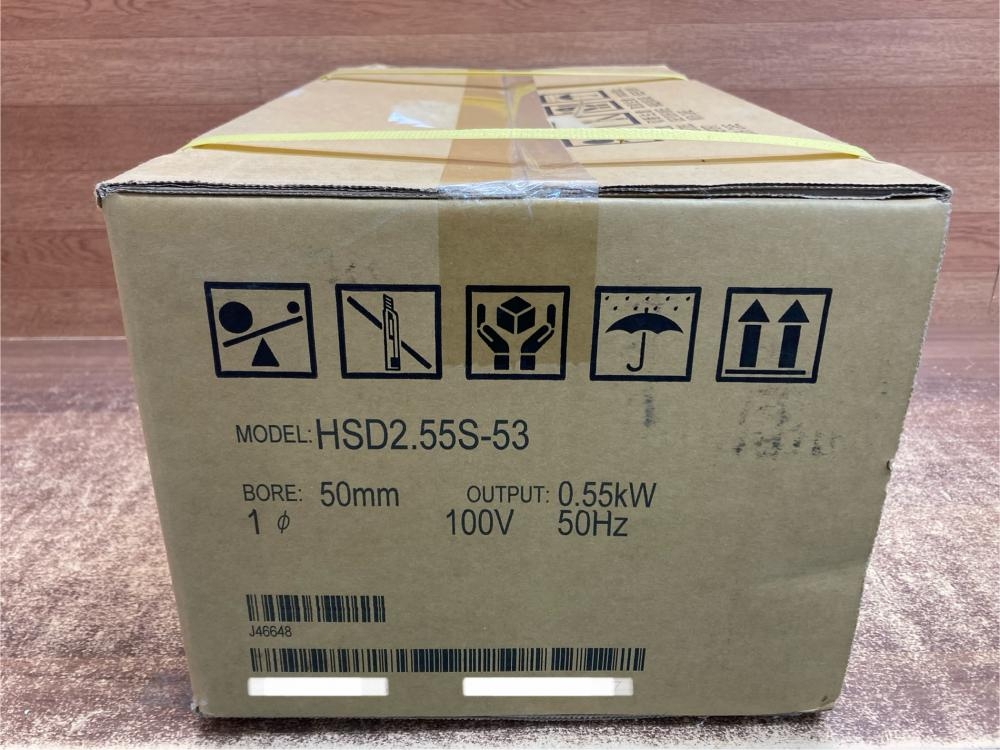 MODEL: HSD2.55S-53
BORE: 50mm OUTPUT: 0.55kW
1 ϕ 100V 50Hz
J46648